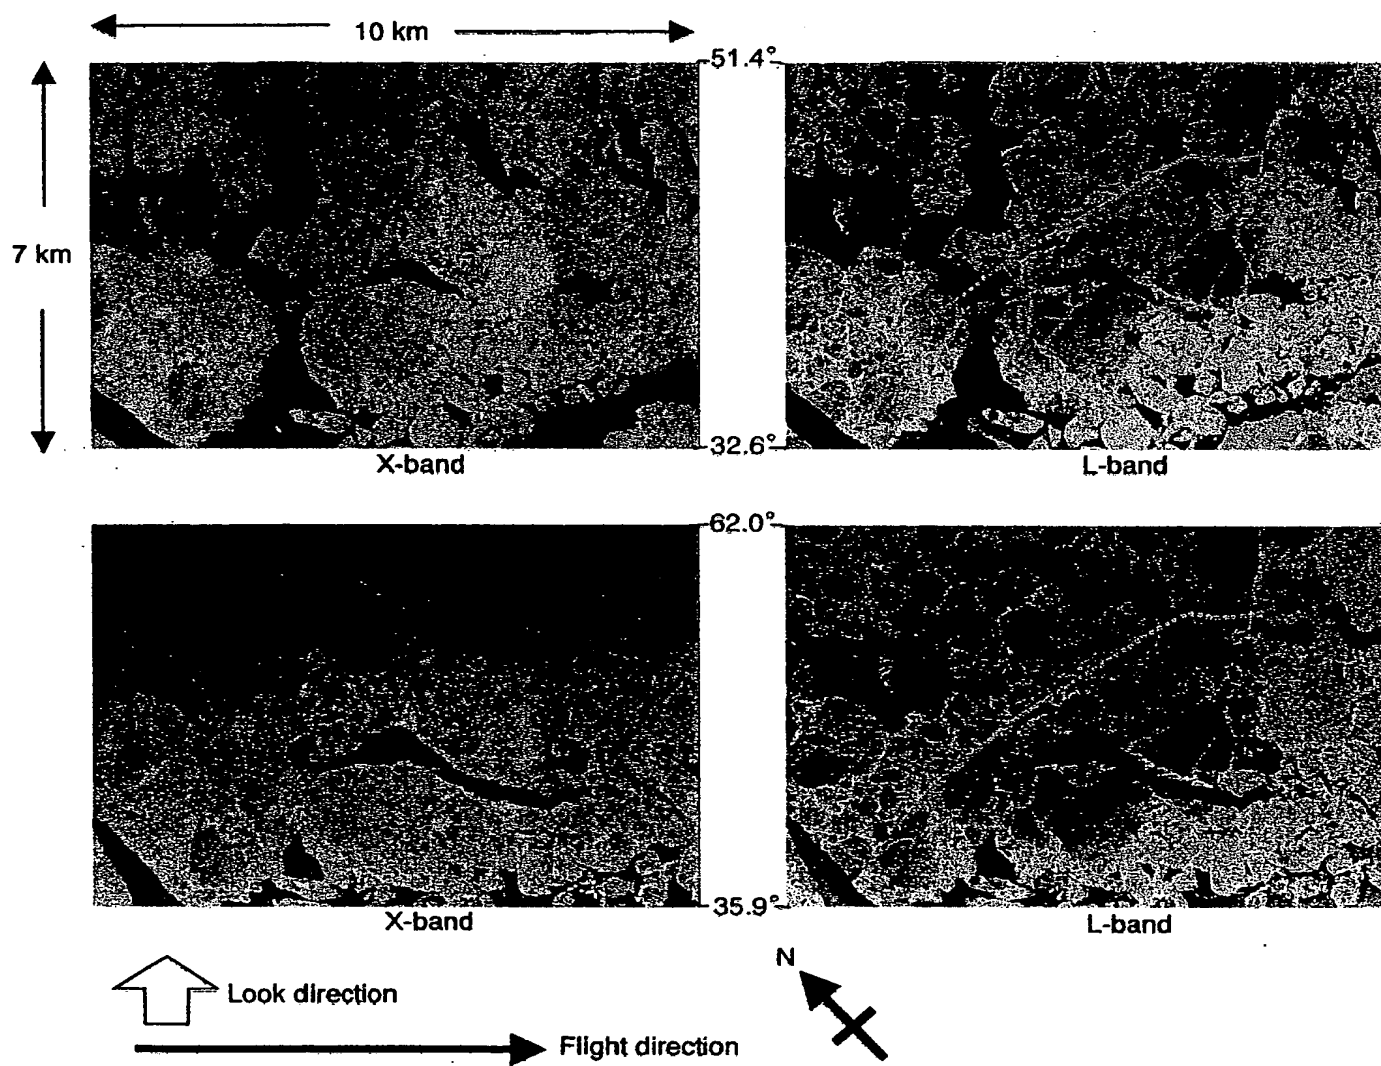 10 km
51.4°
7 km
32.6°
X-band
L-band
62.0°
35.9°
X-band
L-band
N
Look direction
Flight direction